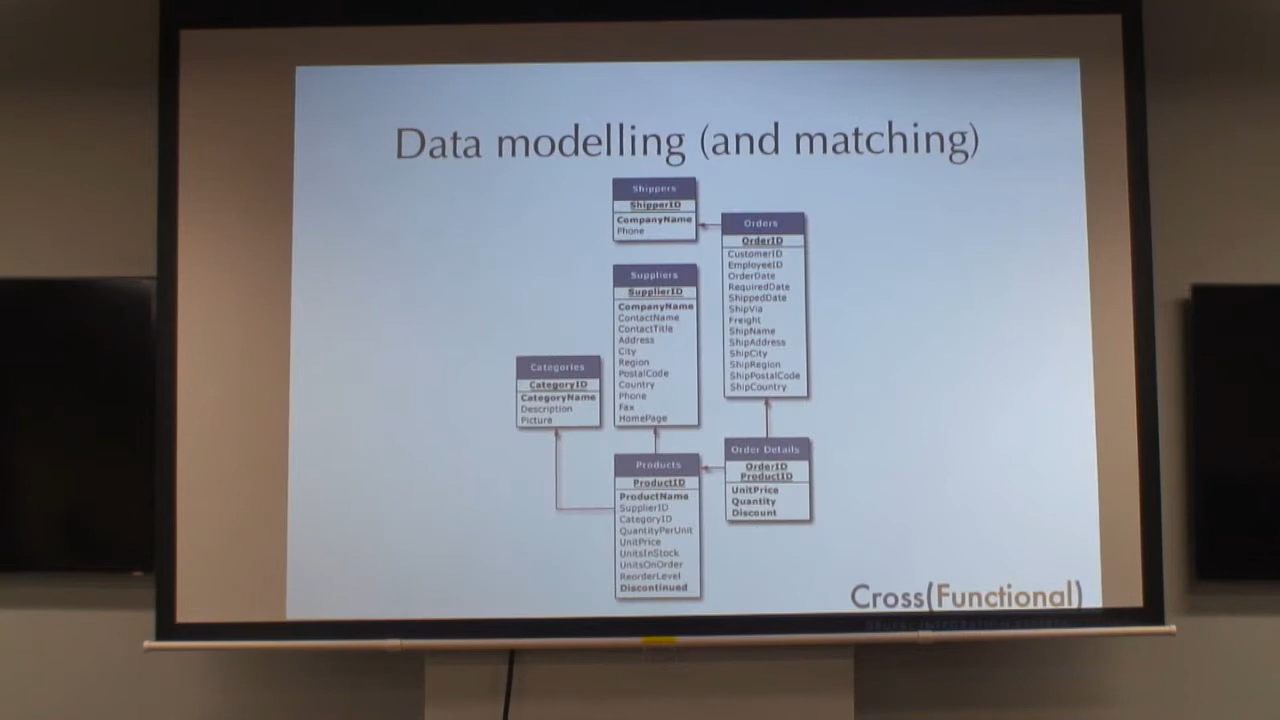 Data modelling (and matching)
Shippers
ShipperID
CompanyName
Phone
Orders
OrderID
CustomerID
EmployeeID
OrderDate
RequiredDate
ShippedDate
ShipVia
Freight
ShipName
ShipAddress
ShipCity
ShipRegion
ShipPostalCode
ShipCountry
Suppliers
SupplierID
CompanyName
ContactName
ContactTitle
Address
City
Region
PostalCode
Country
Phone
Fax
HomePage
Categories
CategoryID
CategoryName
Description
Picture
Products
ProductID
ProductName
SupplierID
CategoryID
QuantityPerUnit
UnitPrice
UnitsInStock
UnitsOnOrder
ReorderLevel
Discontinued
Order Details
OrderID
ProductID
UnitPrice
Quantity
Discount
Cross(Functional)